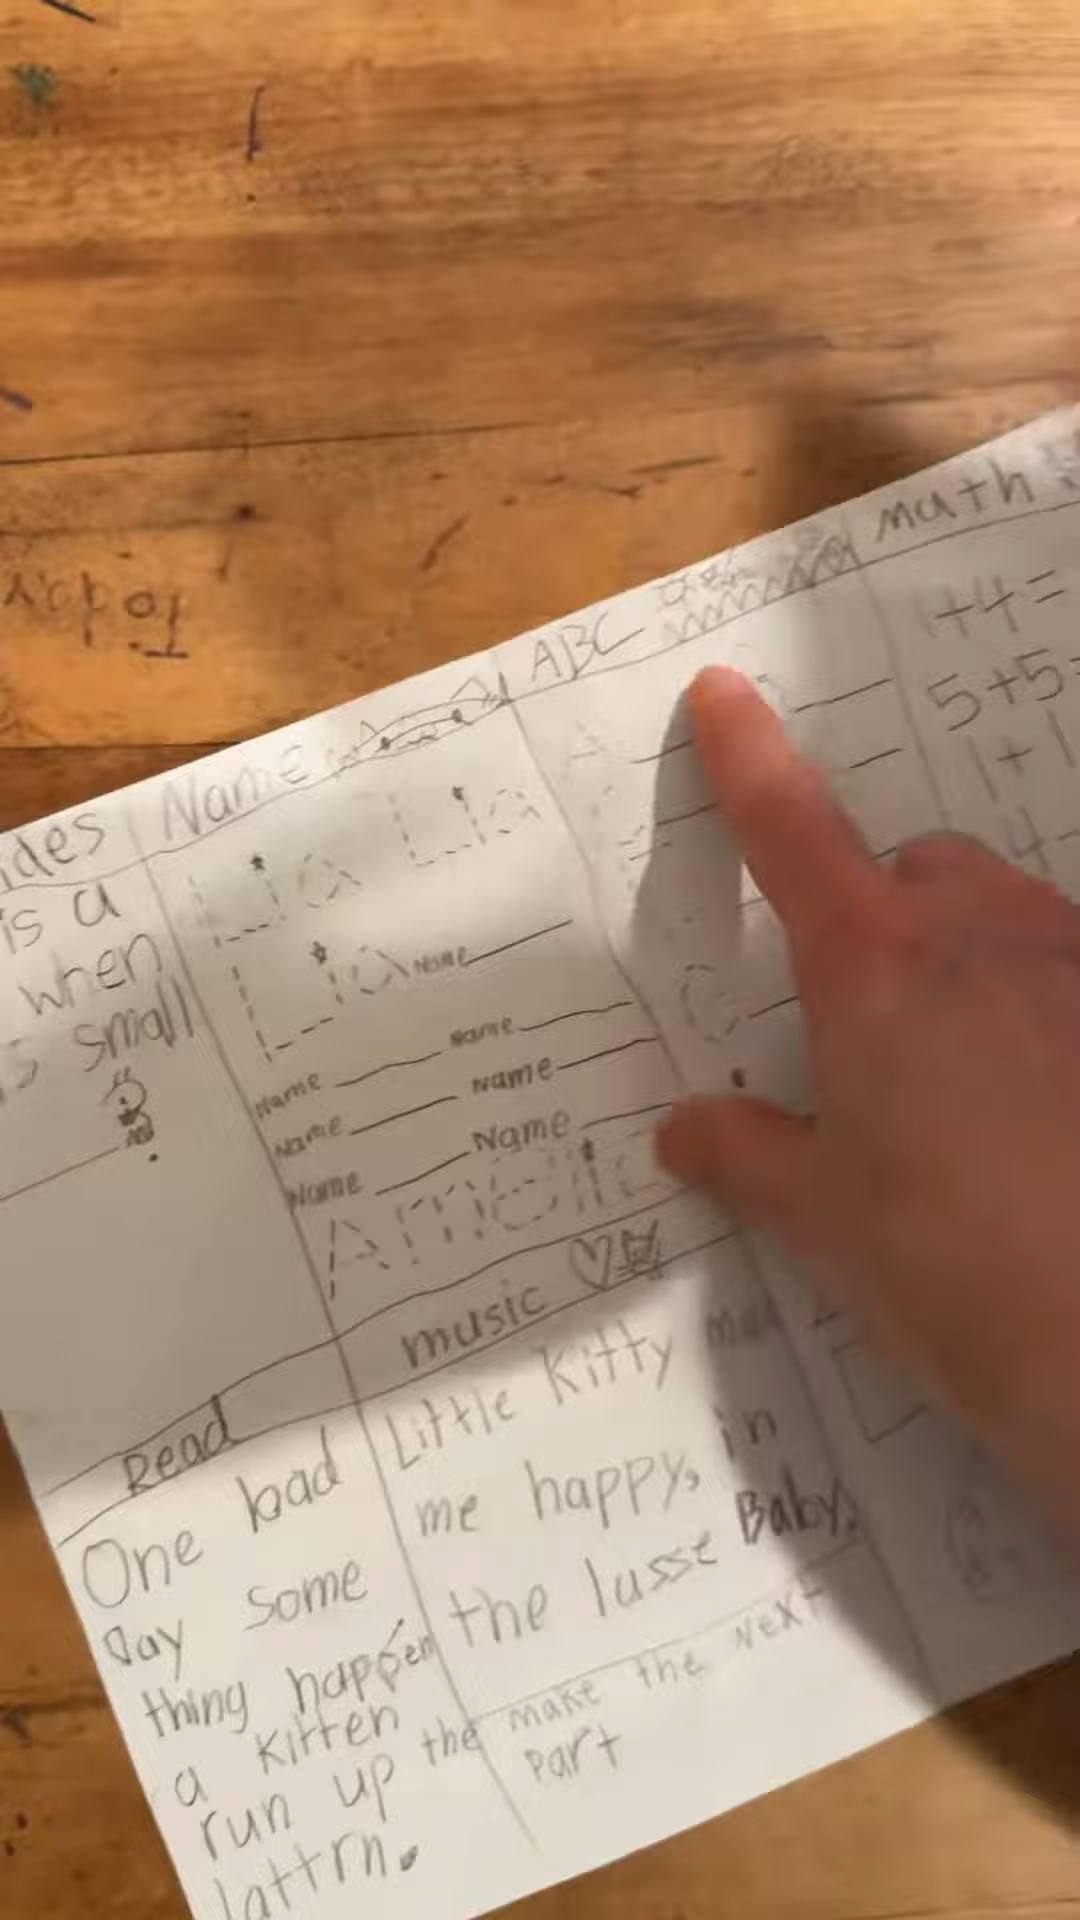 Today
ides
is a
when
small
Name
Lia Lia
Lia Name
Name Name
Name Name
Name Name
Amelia
ABC
A
G
math
1+4=
5+5=
1+1
4
Read
One bad
Day some
thing happen
a kitten
run up the
lattrn.
music
Little Kitty
me happy, in
the lusse Baby.
make the NexT
part